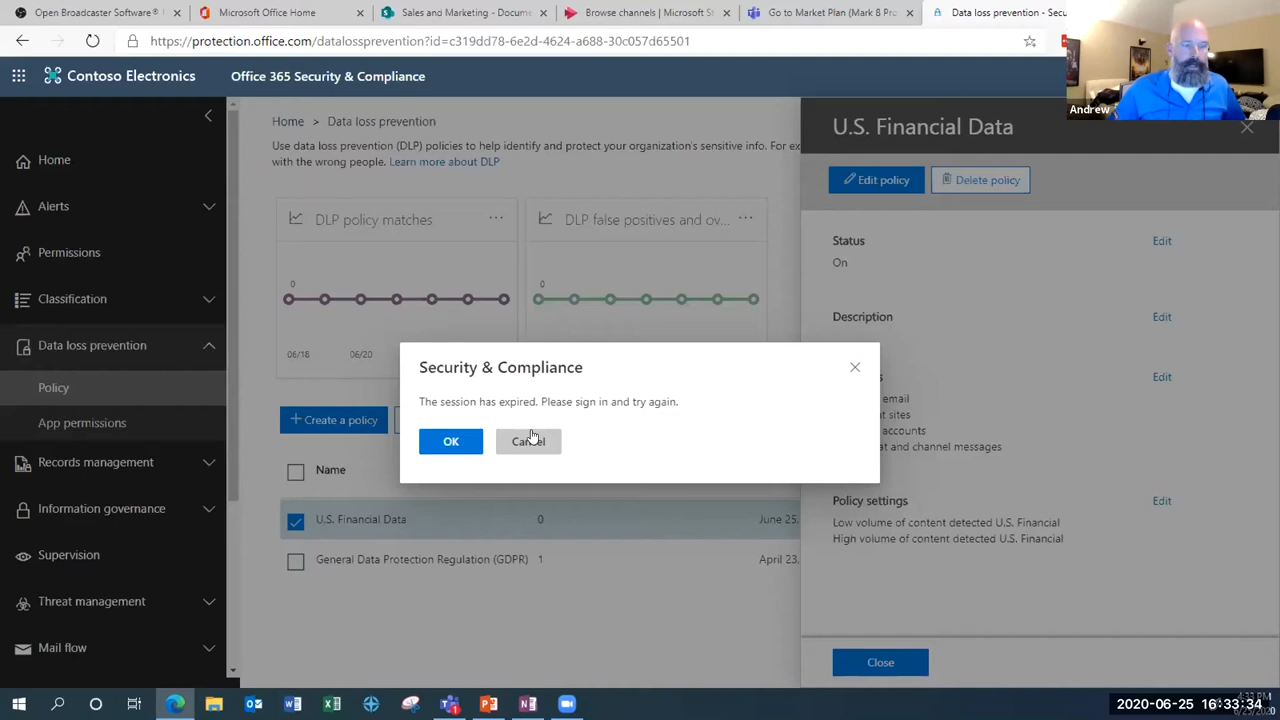 Open Broadcaster Software®
Microsoft Office Home
Sales and Marketing - Docume
Browse channels | Microsoft St
Go to Market Plan (Mark 8 Pro
Data loss prevention - Secu
https://protection.office.com/datalossprevention?id=c319dd78-6e2d-4624-a688-30c057d65501
Contoso Electronics
Office 365 Security & Compliance
Andrew
Home
Alerts
Permissions
Classification
Data loss prevention
Policy
App permissions
Records management
Information governance
Supervision
Threat management
Mail flow
Home > Data loss prevention
Use data loss prevention (DLP) policies to help identify and protect your organization's sensitive info. For ex
with the wrong people. Learn more about DLP
DLP policy matches ...
0
06/18 06/20
DLP false positives and ov... ...
0
+ Create a policy
Name
U.S. Financial Data 0 June 25,
General Data Protection Regulation (GDPR) 1 April 23,
Security & Compliance
The session has expired. Please sign in and try again.
OK
Cancel
U.S. Financial Data
Edit policy
Delete policy
Status Edit
On
Description Edit
s Edit
email
t sites
accounts
at and channel messages
Policy settings Edit
Low volume of content detected U.S. Financial
High volume of content detected U.S. Financial
Close
4:33 PM
2020-06-25 16:33:34